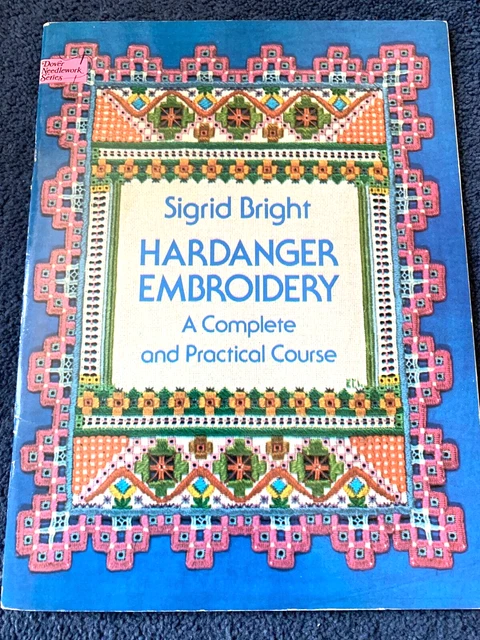 Dover
Needlework
Series
Sigrid Bright
HARDANGER
EMBROIDERY
A Complete
and Practical Course